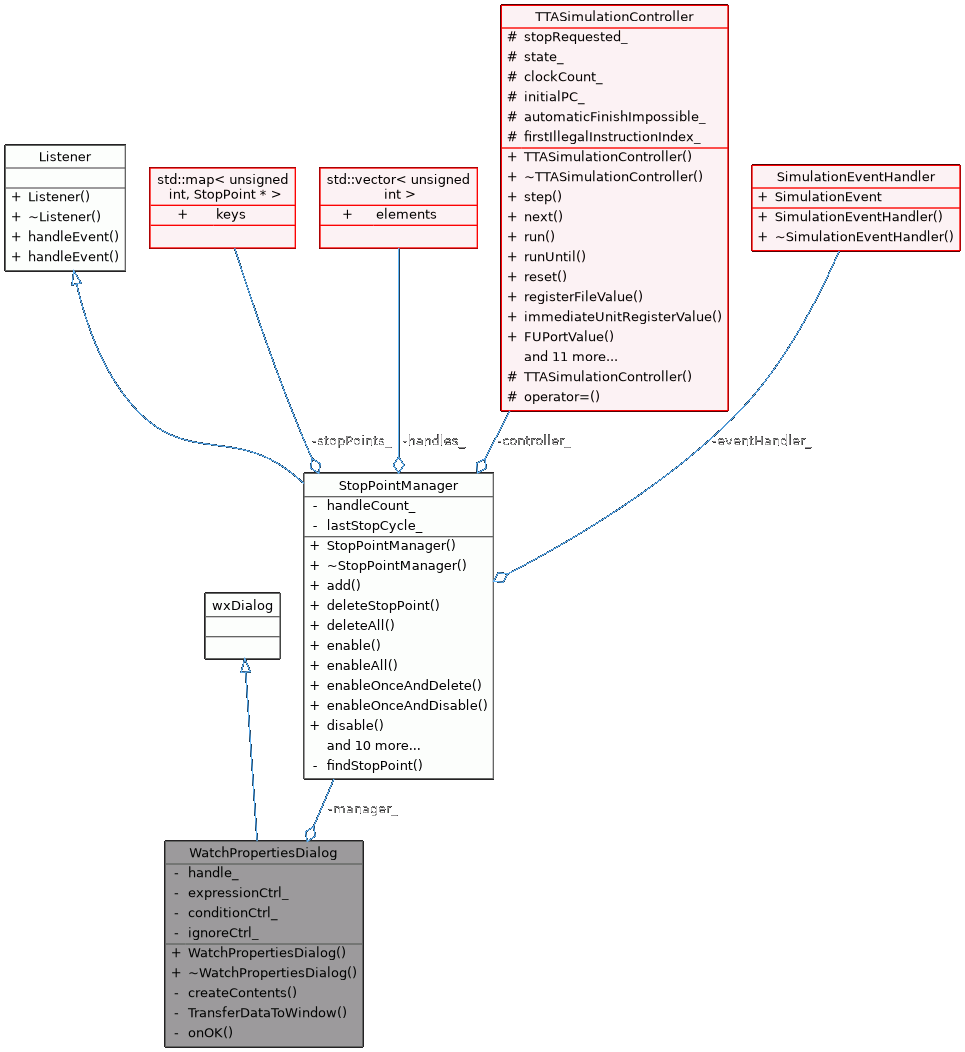 TTASimulationController
# stopRequested_
# state_
# clockCount_
# initialPC_
# automaticFinishImpossible_
# firstIllegalInstructionIndex_
+ TTASimulationController()
+ ~TTASimulationController()
+ step()
+ next()
+ run()
+ runUntil()
+ reset()
+ registerFileValue()
+ immediateUnitRegisterValue()
+ FUPortValue()
and 11 more...
# TTASimulationController()
# operator=()
Listener
+ Listener()
+ ~Listener()
+ handleEvent()
+ handleEvent()
std::map< unsigned
int, StopPoint * >
+ keys
std::vector< unsigned
int >
+ elements
SimulationEventHandler
+ SimulationEvent
+ SimulationEventHandler()
+ ~SimulationEventHandler()
-stopPoints_
-handles_
-controller_
-eventHandler_
StopPointManager
- handleCount_
- lastStopCycle_
+ StopPointManager()
+ ~StopPointManager()
+ add()
+ deleteStopPoint()
+ deleteAll()
+ enable()
+ enableAll()
+ enableOnceAndDelete()
+ enableOnceAndDisable()
+ disable()
and 10 more...
- findStopPoint()
wxDialog
-manager_
WatchPropertiesDialog
- handle_
- expressionCtrl_
- conditionCtrl_
- ignoreCtrl_
+ WatchPropertiesDialog()
+ ~WatchPropertiesDialog()
- createContents()
- TransferDataToWindow()
- onOK()